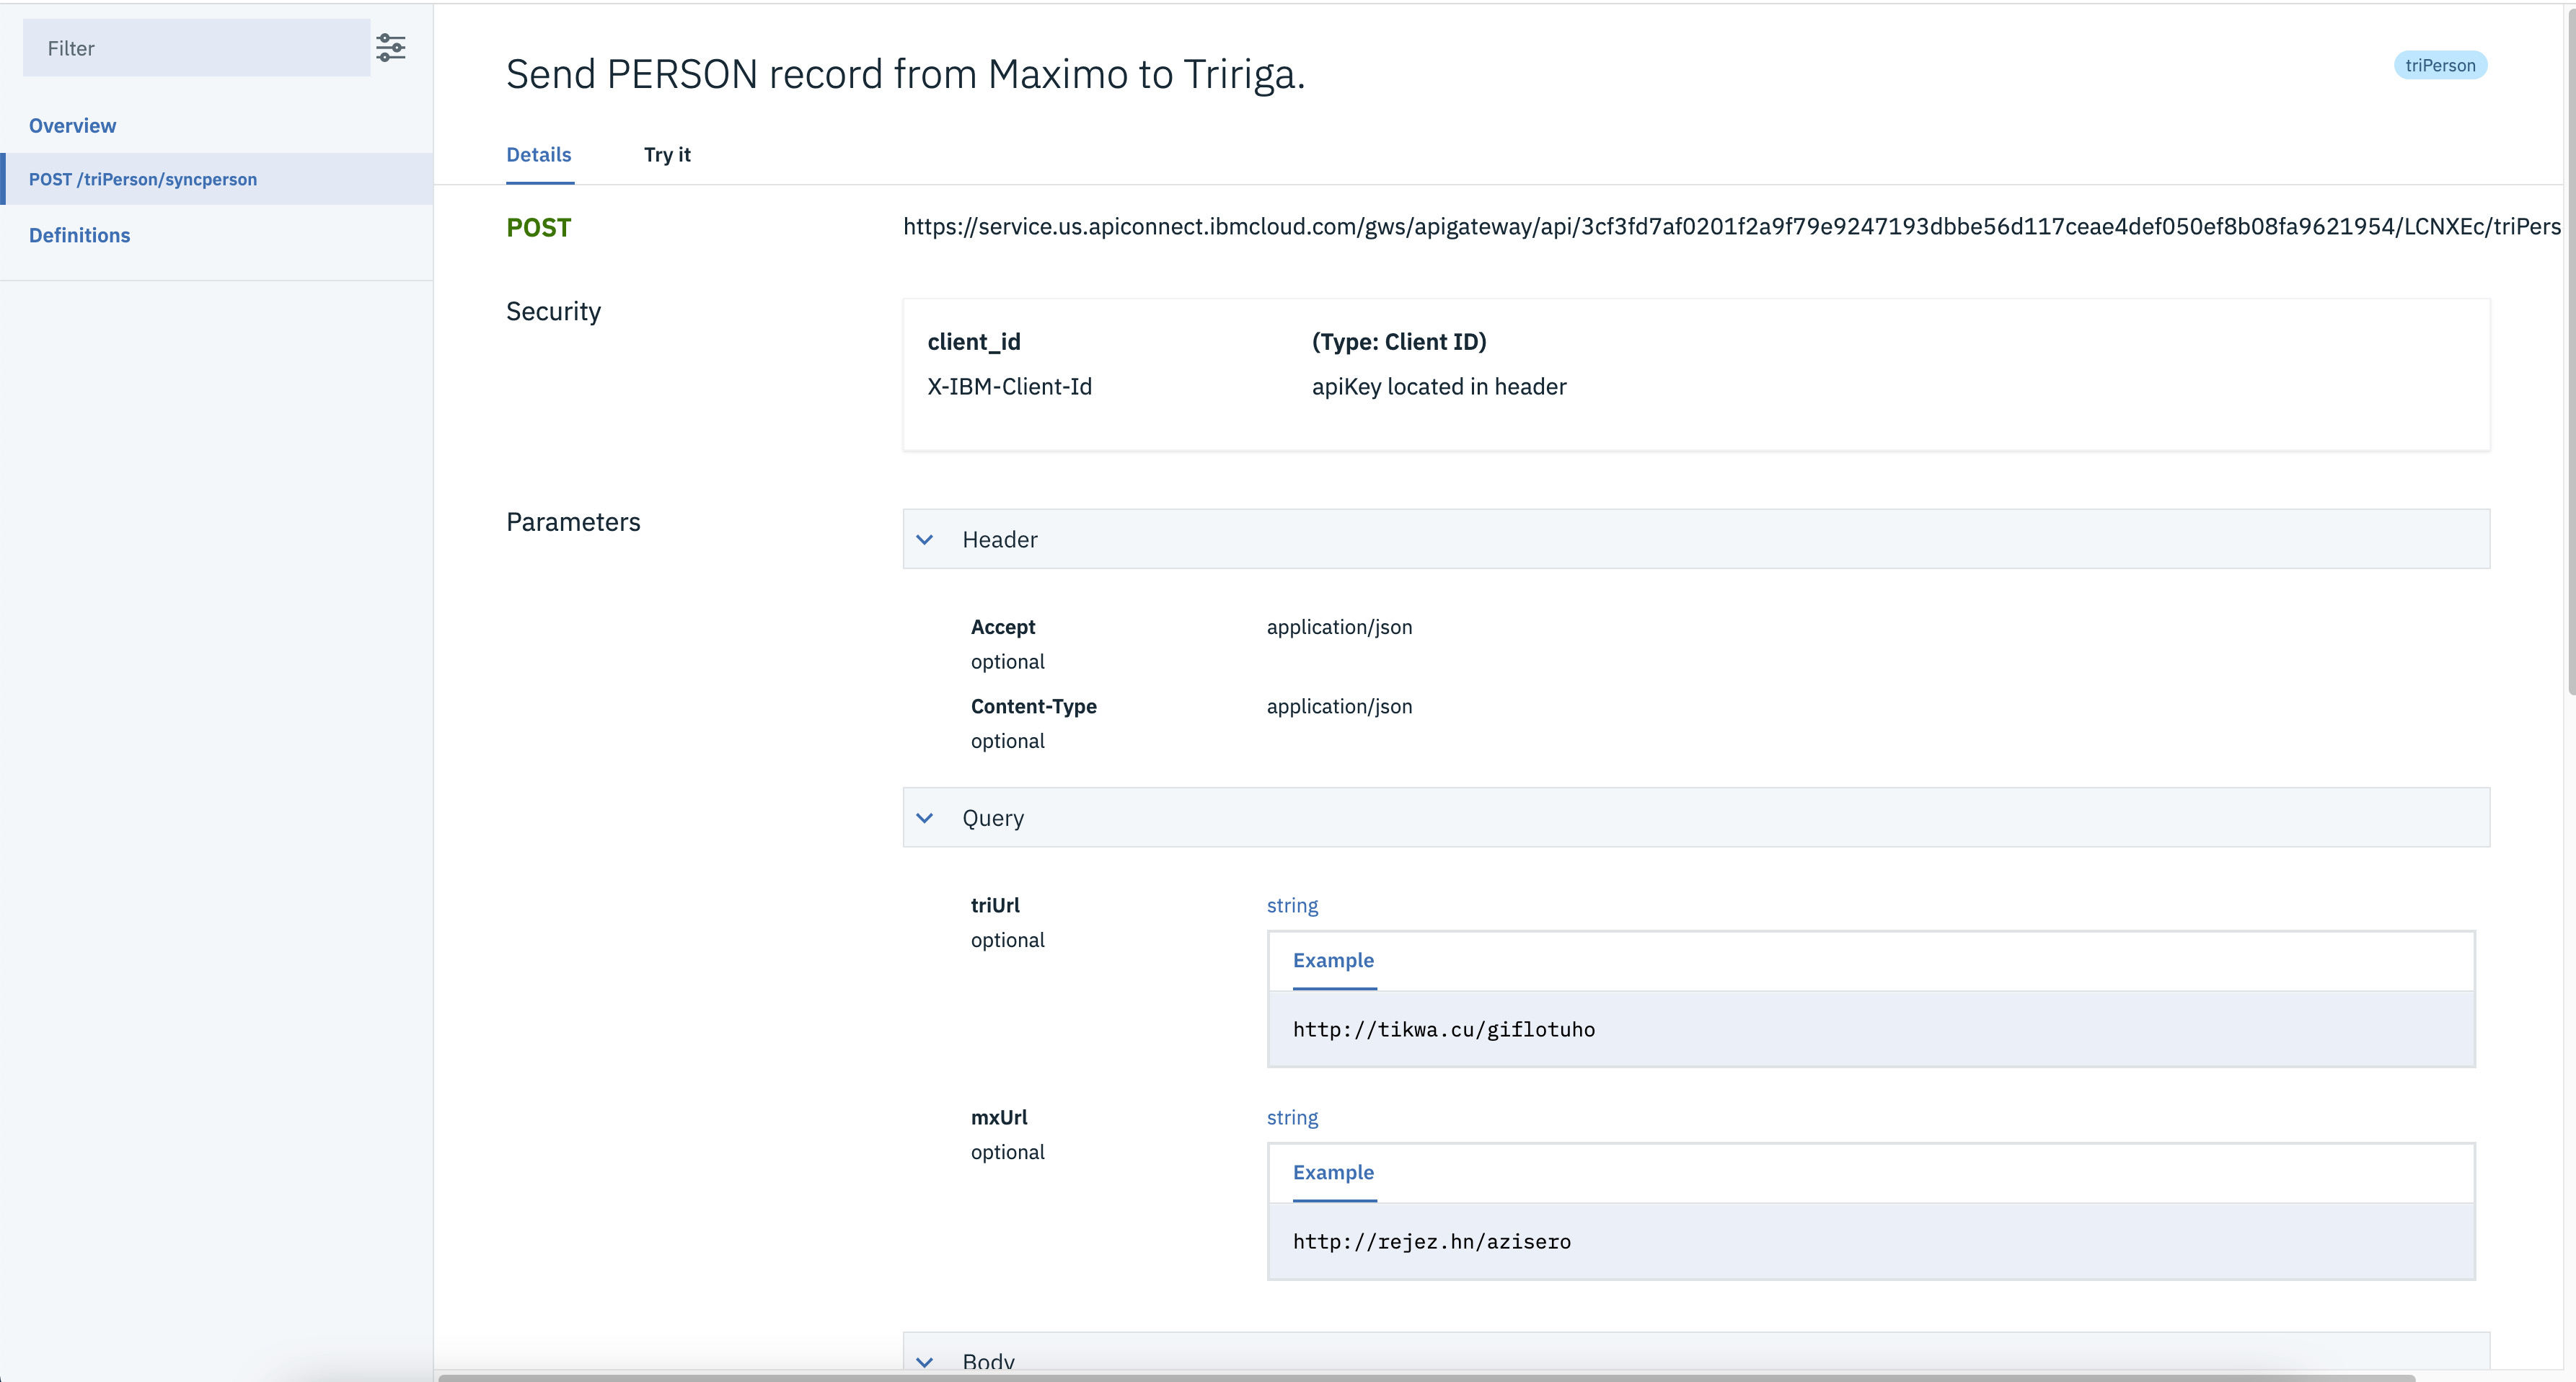 Filter
Overview
POST /triPerson/syncperson
Definitions
Send PERSON record from Maximo to Tririga.
triPerson
Details
Try it
POST
https://service.us.apiconnect.ibmcloud.com/gws/apigateway/api/3cf3fd7af0201f2a9f79e9247193dbbe56d117ceae4def050ef8b08fa9621954/LCNXEc/triPers
Security
client_id
(Type: Client ID)
X-IBM-Client-Id
apiKey located in header
Parameters
Header
Accept
application/json
optional
Content-Type
application/json
optional
Query
triUrl
string
optional
Example
http://tikwa.cu/giflotuho
mxUrl
string
optional
Example
http://rejez.hn/azisero
Body